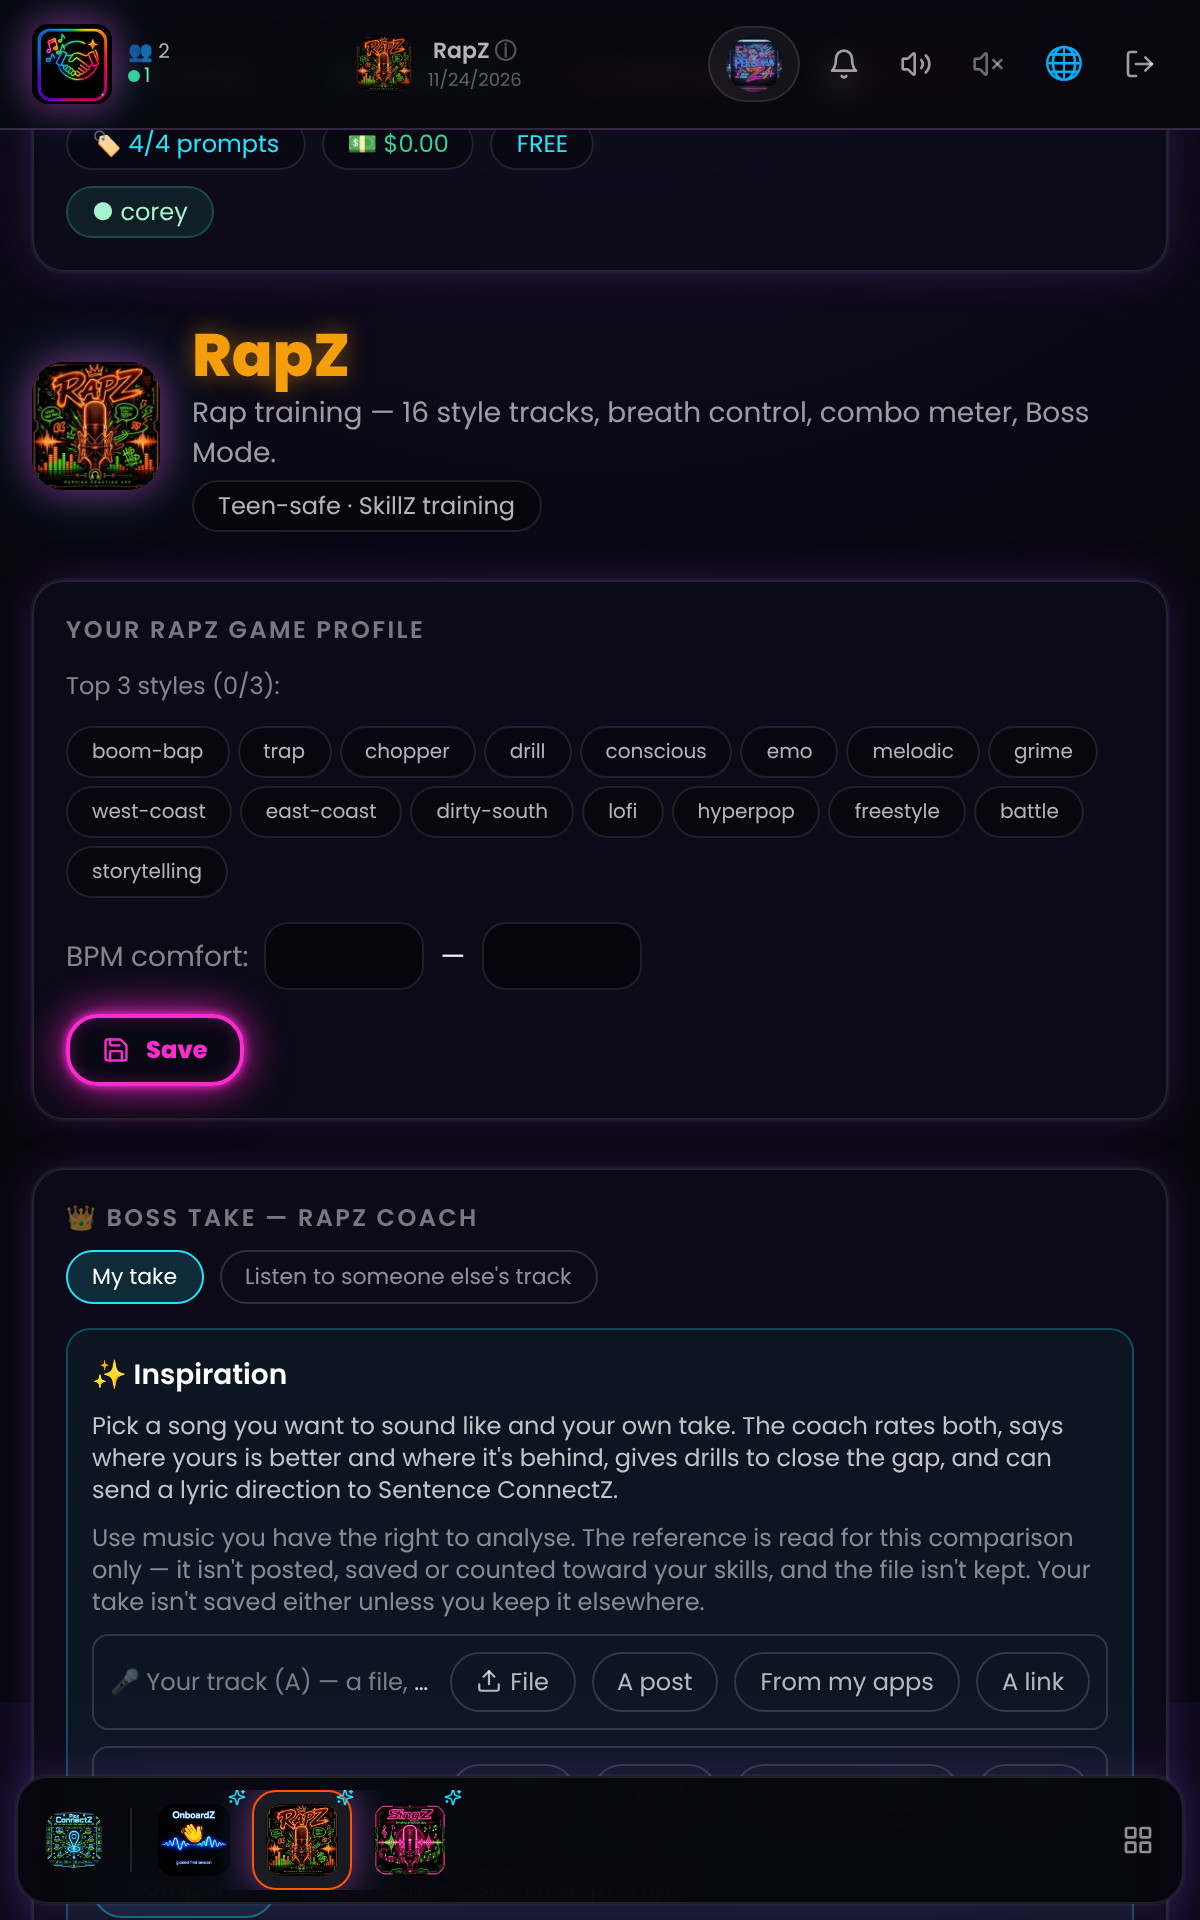 👥 2
1
RapZ ⓘ
11/24/2026
🏷️ 4/4 prompts
💵 $0.00
FREE
corey
RAPZ
RapZ
Rap training — 16 style tracks, breath control, combo meter, Boss
Mode.
Teen-safe · SkillZ training
YOUR RAPZ GAME PROFILE
Top 3 styles (0/3):
boom-bap trap chopper drill conscious emo melodic grime
west-coast east-coast dirty-south lofi hyperpop freestyle battle
storytelling
BPM comfort: —
Save
👑 BOSS TAKE — RAPZ COACH
My take Listen to someone else's track
✨ Inspiration
Pick a song you want to sound like and your own take. The coach rates both, says
where yours is better and where it's behind, gives drills to close the gap, and can
send a lyric direction to Sentence ConnectZ.
Use music you have the right to analyse. The reference is read for this comparison
only — it isn't posted, saved or counted toward your skills, and the file isn't kept. Your
take isn't saved either unless you keep it elsewhere.
🎤 Your track (A) — a file, … File A post From my apps A link
ConnectZ
OnboardZ
guided first session
RAPZ
SingZ